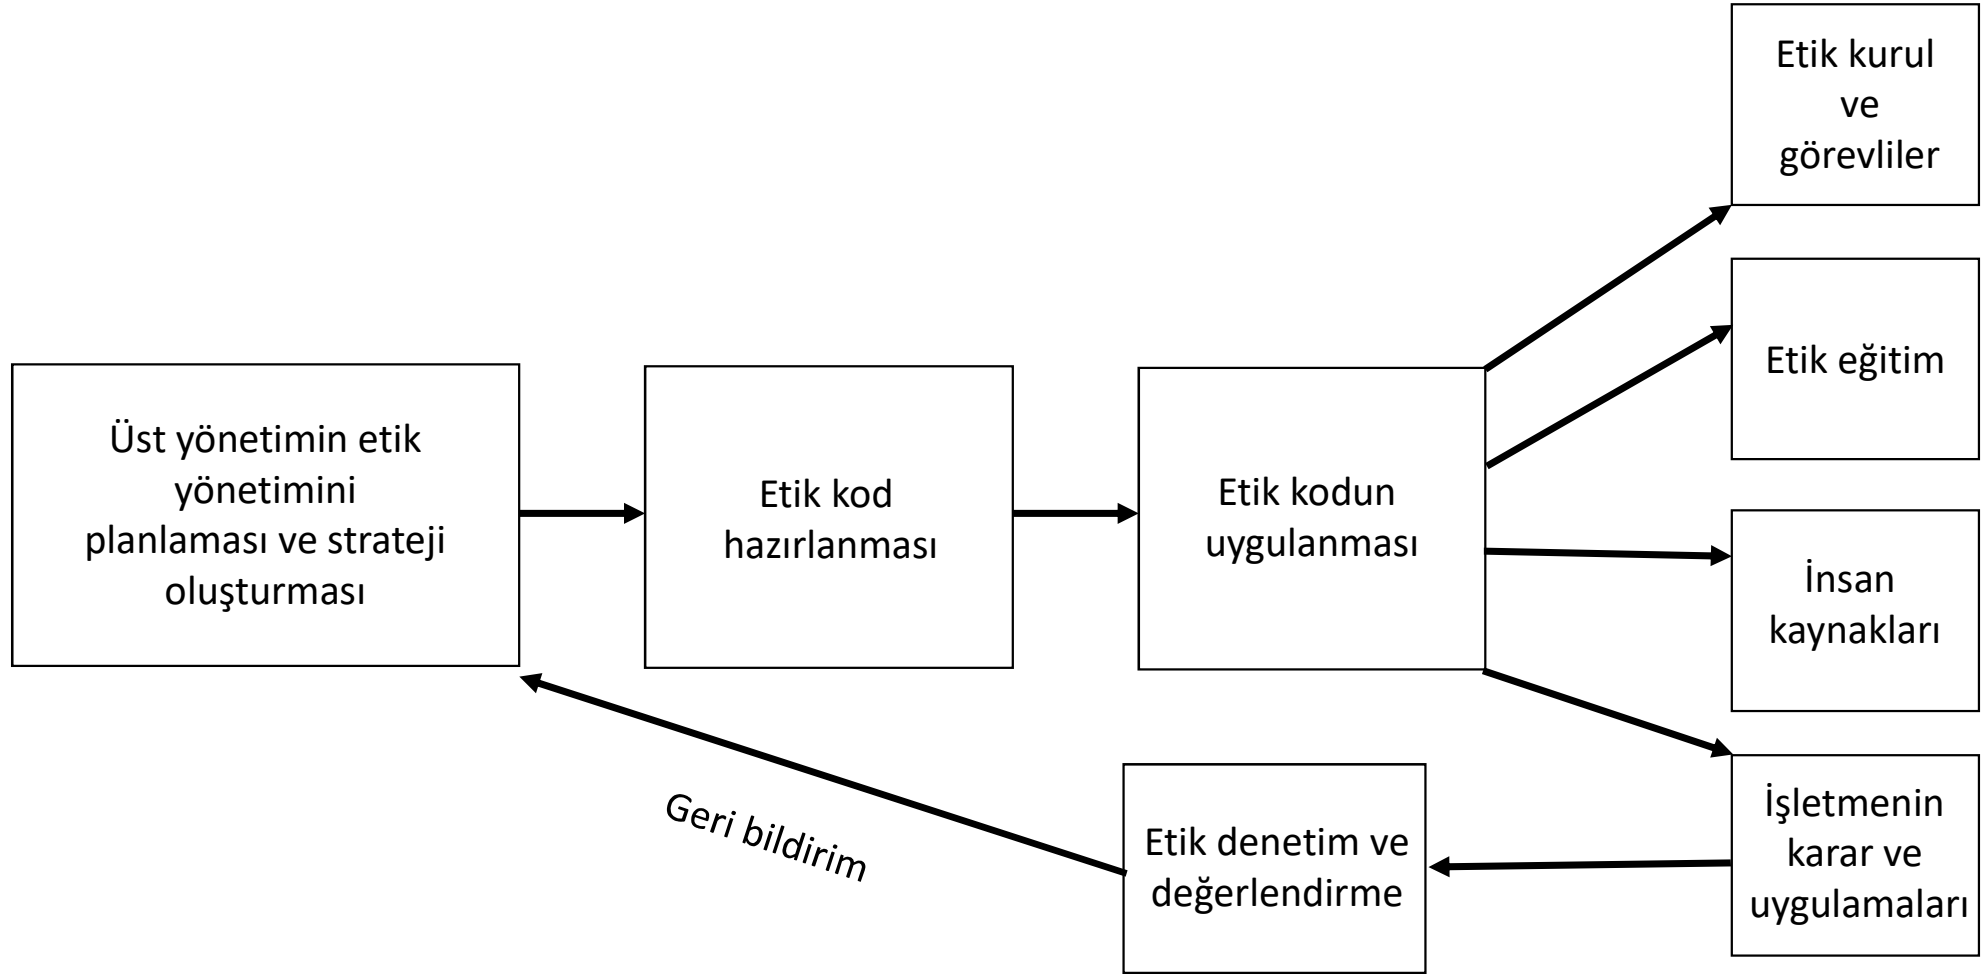 Etik kurul
ve
görevliler
Etik eğitim
Üst yönetimin etik
yönetimini
planlaması ve strateji
oluşturması
Etik kod
hazırlanması
Etik kodun
uygulanması
İnsan
kaynakları
İşletmenin
karar ve
uygulamaları
Etik denetim ve
değerlendirme
Geri bildirim